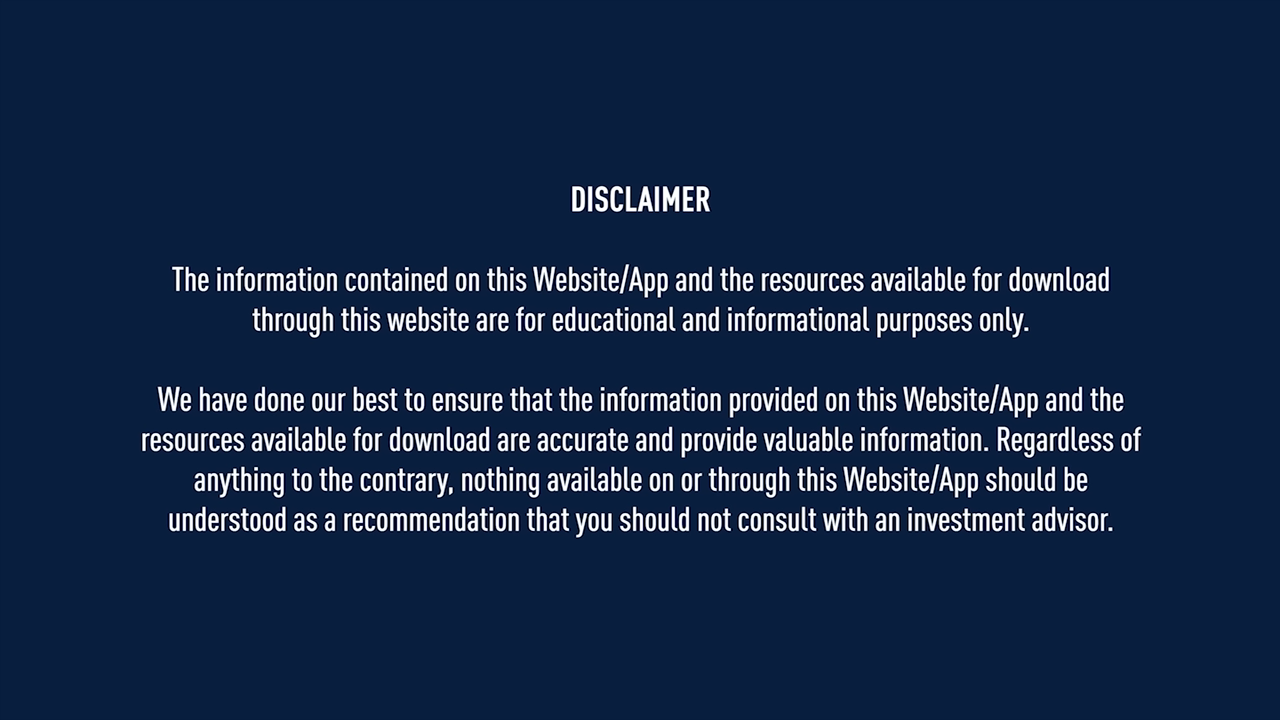 DISCLAIMER
The information contained on this Website/App and the resources available for download
through this website are for educational and informational purposes only.
We have done our best to ensure that the information provided on this Website/App and the
resources available for download are accurate and provide valuable information. Regardless of
anything to the contrary, nothing available on or through this Website/App should be
understood as a recommendation that you should not consult with an investment advisor.